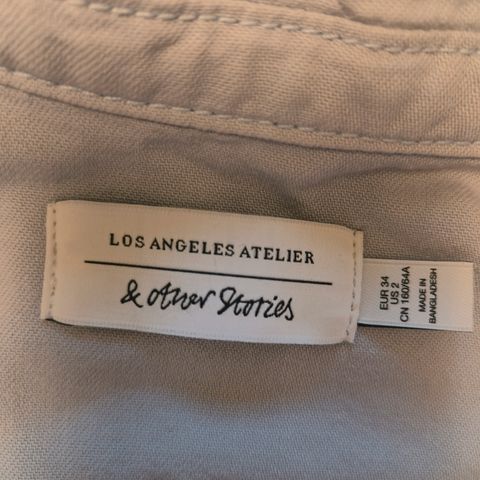 LOS ANGELES ATELIER
& other Stories
EUR 34
US 2
CN 160/64A
MADE IN
BANGLADESH